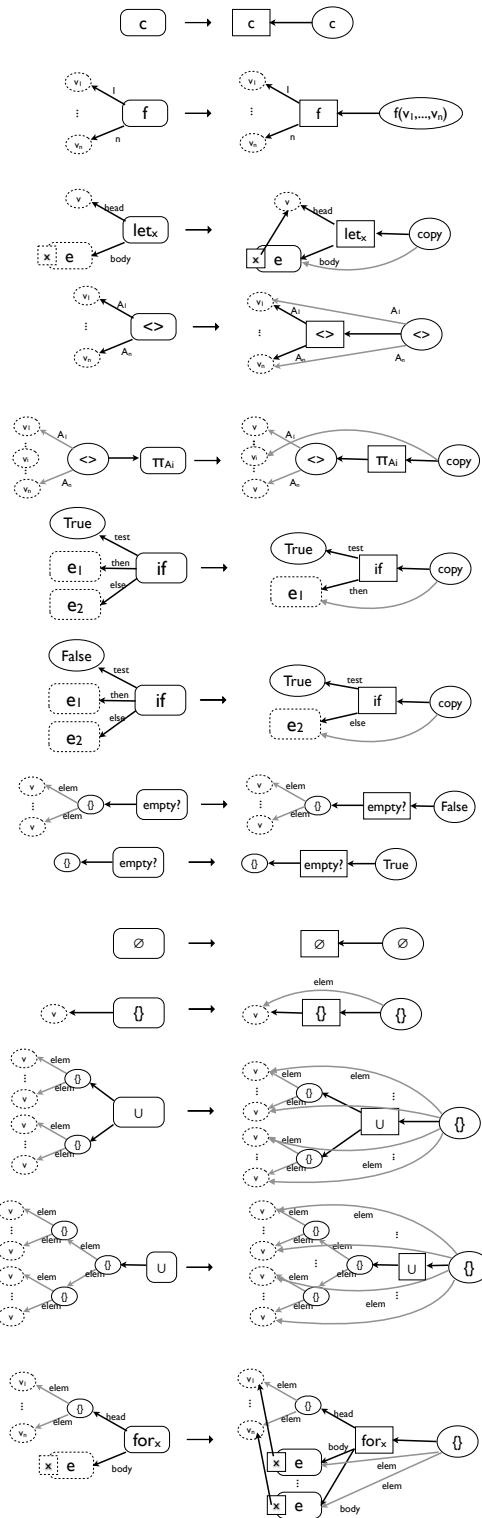 c c c
v1 l f n vn ⋮
v1 l f n vn ⋮ f(v1,...,vn)
v head letx body x e
v head letx body x e copy
v1 A1 <> An vn ⋮
v1 A1 <> An vn ⋮ A1 <> An
v1 ⋮ vi ⋮ vn A1 An <> πAi
v ⋮ vi ⋮ v A1 An <> πAi copy
True test e1 then if else e2
True test if then e1 copy
False test e1 then if else e2
True test if else e2 copy
v ⋮ v elem elem {} empty?
v ⋮ v elem elem {} empty? False
{} empty?
{} empty? True
∅ ∅ ∅
v {}
v elem {} {}
v ⋮ v elem elem {} v ⋮ v elem elem {} ∪
v ⋮ v elem elem {} v ⋮ v elem elem {} ∪ elem ⋮ ⋮ elem {}
v ⋮ v elem elem {} v ⋮ v elem elem {} elem elem {} ∪
v ⋮ v elem elem {} v ⋮ v elem elem {} elem ⋮ elem {} ∪ elem ⋮ ⋮ elem {}
v1 ⋮ vn elem elem {} head forx body x e
v1 ⋮ vn elem elem {} head forx body x e ⋮ x e body elem elem {}